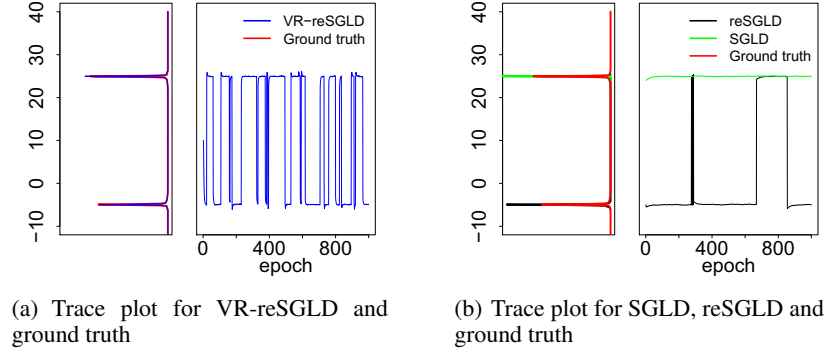 40
30
20
10
0
−10
VR−reSGLD
Ground truth
0
400
800
epoch
40
30
20
10
0
−10
reSGLD
SGLD
Ground truth
0
400
800
epoch
(a) Trace plot for VR-reSGLD and
ground truth
(b) Trace plot for SGLD, reSGLD and
ground truth